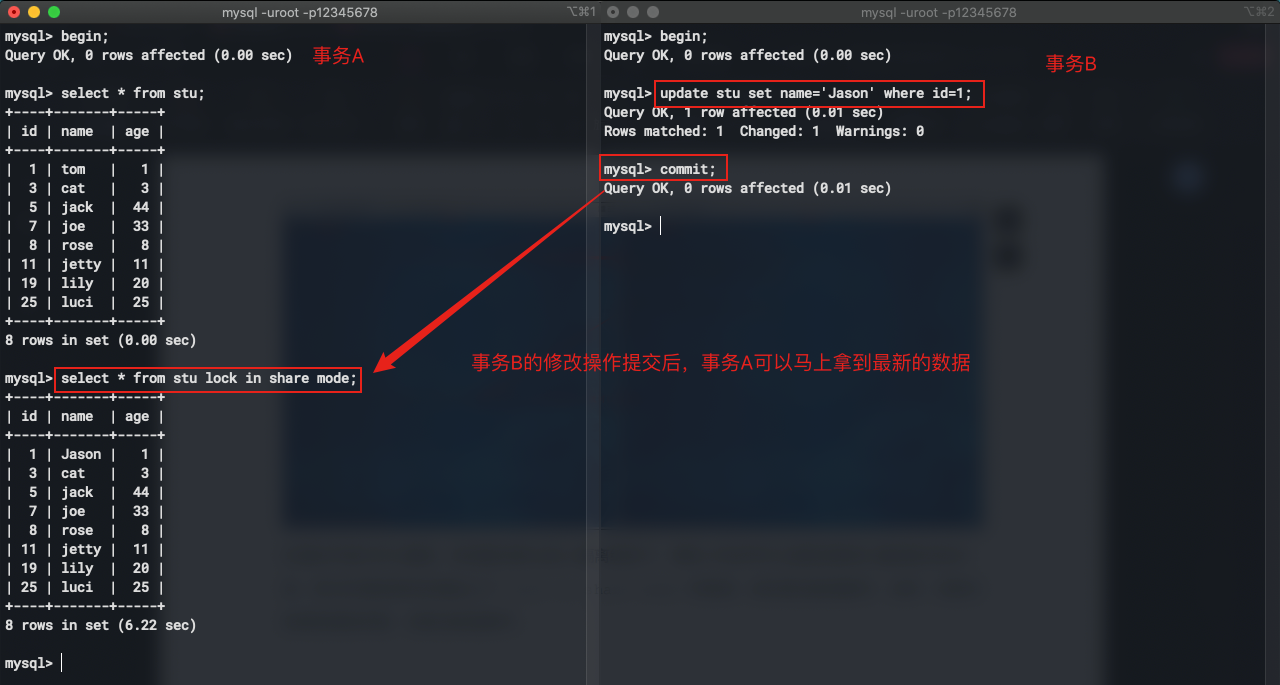 mysql -uroot -p12345678
⌥⌘1
mysql> begin;
Query OK, 0 rows affected (0.00 sec)
事务A
mysql> select * from stu;
+----+-------+-----+
| id | name  | age |
+----+-------+-----+
|  1 | tom   |   1 |
|  3 | cat   |   3 |
|  5 | jack  |  44 |
|  7 | joe   |  33 |
|  8 | rose  |   8 |
| 11 | jetty |  11 |
| 19 | lily  |  20 |
| 25 | luci  |  25 |
+----+-------+-----+
8 rows in set (0.00 sec)
mysql> select * from stu lock in share mode;
+----+-------+-----+
| id | name  | age |
+----+-------+-----+
|  1 | Jason |   1 |
|  3 | cat   |   3 |
|  5 | jack  |  44 |
|  7 | joe   |  33 |
|  8 | rose  |   8 |
| 11 | jetty |  11 |
| 19 | lily  |  20 |
| 25 | luci  |  25 |
+----+-------+-----+
8 rows in set (6.22 sec)
mysql>
mysql -uroot -p12345678
⌥⌘2
mysql> begin;
Query OK, 0 rows affected (0.00 sec)
事务B
mysql> update stu set name='Jason' where id=1;
Query OK, 1 row affected (0.01 sec)
Rows matched: 1  Changed: 1  Warnings: 0
mysql> commit;
Query OK, 0 rows affected (0.01 sec)
mysql>
事务B的修改操作提交后，事务A可以马上拿到最新的数据